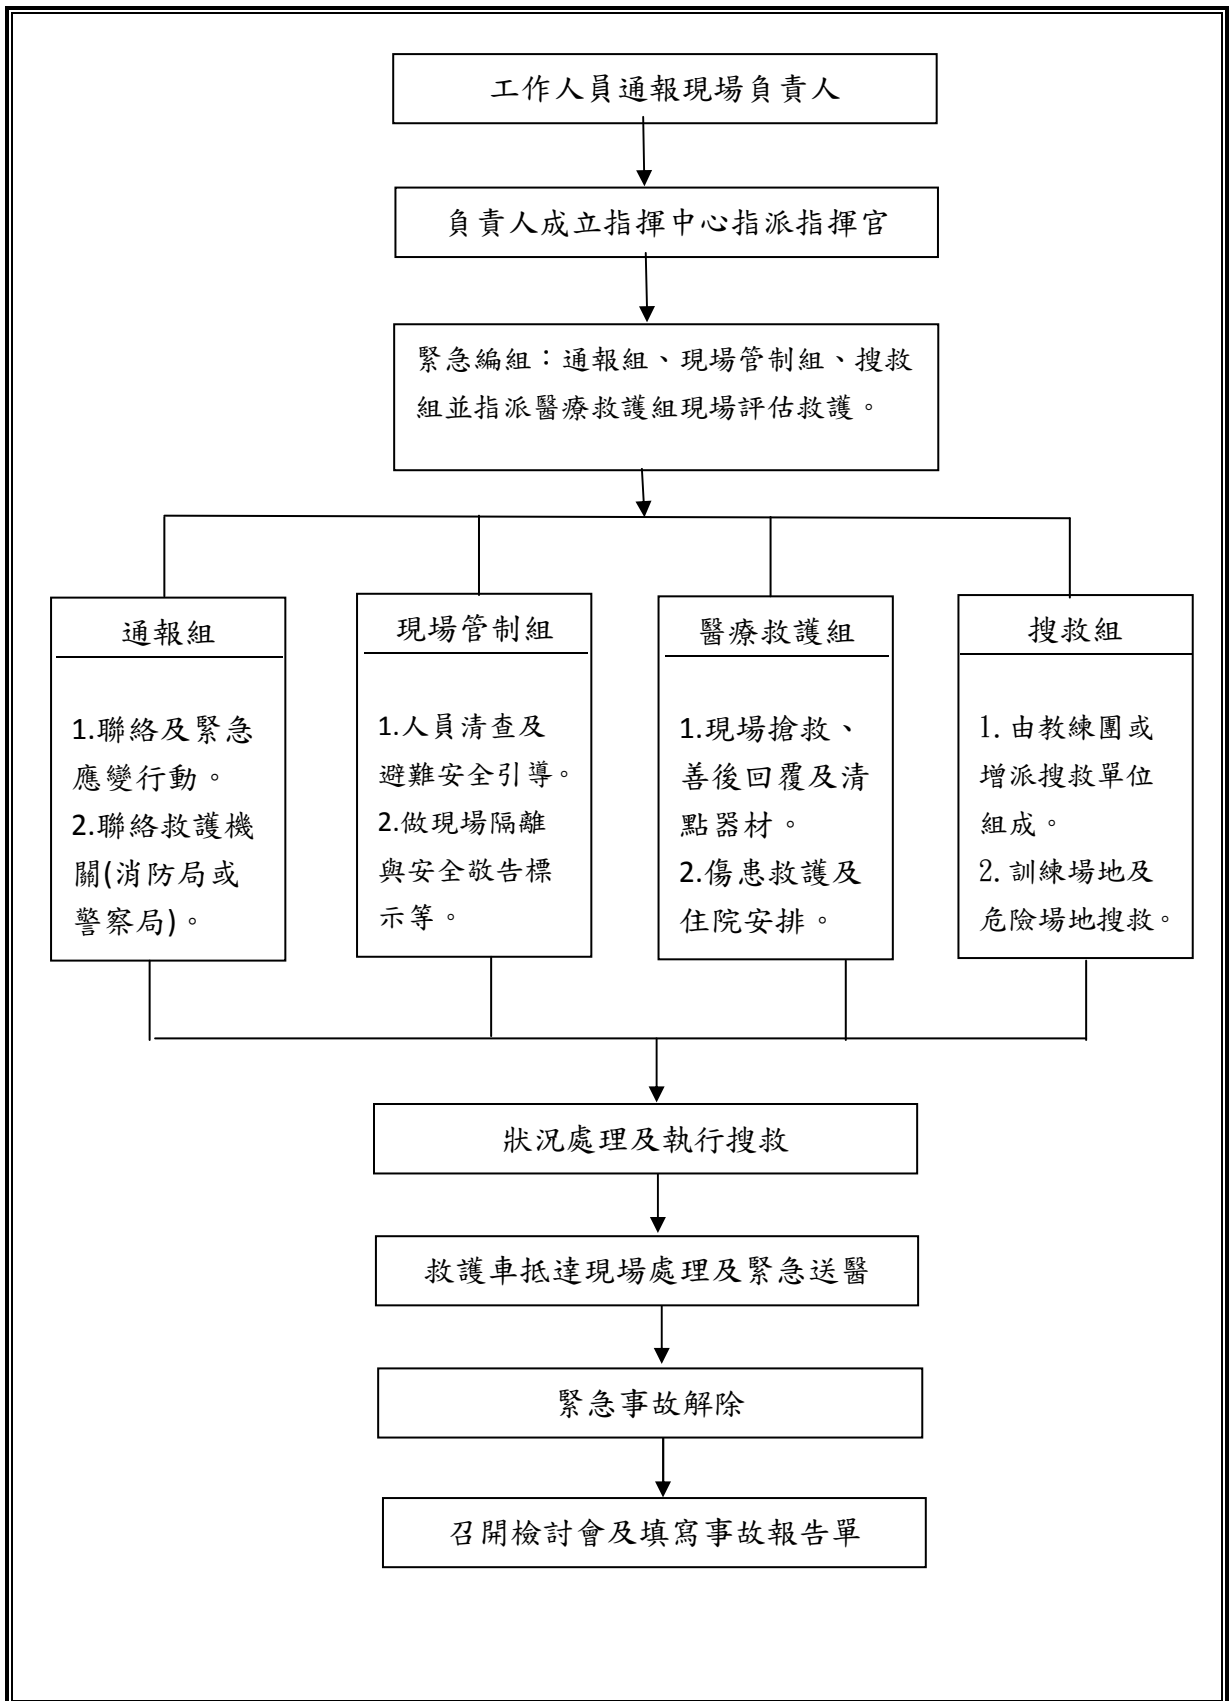 工作人員通報現場負責人
負責人成立指揮中心指派指揮官
緊急編組：通報組、現場管制組、搜救
組並指派醫療救護組現場評估救護。
通報組
1.聯絡及緊急
應變行動。
2.聯絡救護機
關(消防局或
警察局)。
現場管制組
1.人員清查及
避難安全引導。
2.做現場隔離
與安全敬告標
示等。
醫療救護組
1.現場搶救、
善後回覆及清
點器材。
2.傷患救護及
住院安排。
搜救組
1. 由教練團或
增派搜救單位
組成。
2. 訓練場地及
危險場地搜救。
狀況處理及執行搜救
救護車抵達現場處理及緊急送醫
緊急事故解除
召開檢討會及填寫事故報告單